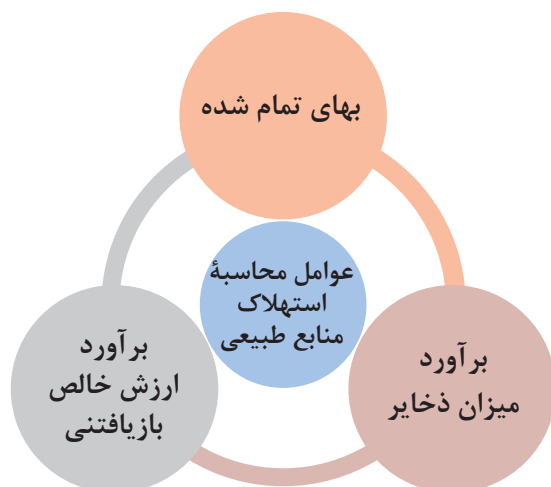 بهای تمام شده
عوامل محاسبهٔ
استهلاک
منابع طبیعی
برآورد
میزان ذخایر
برآورد
ارزش خالص
بازیافتنی